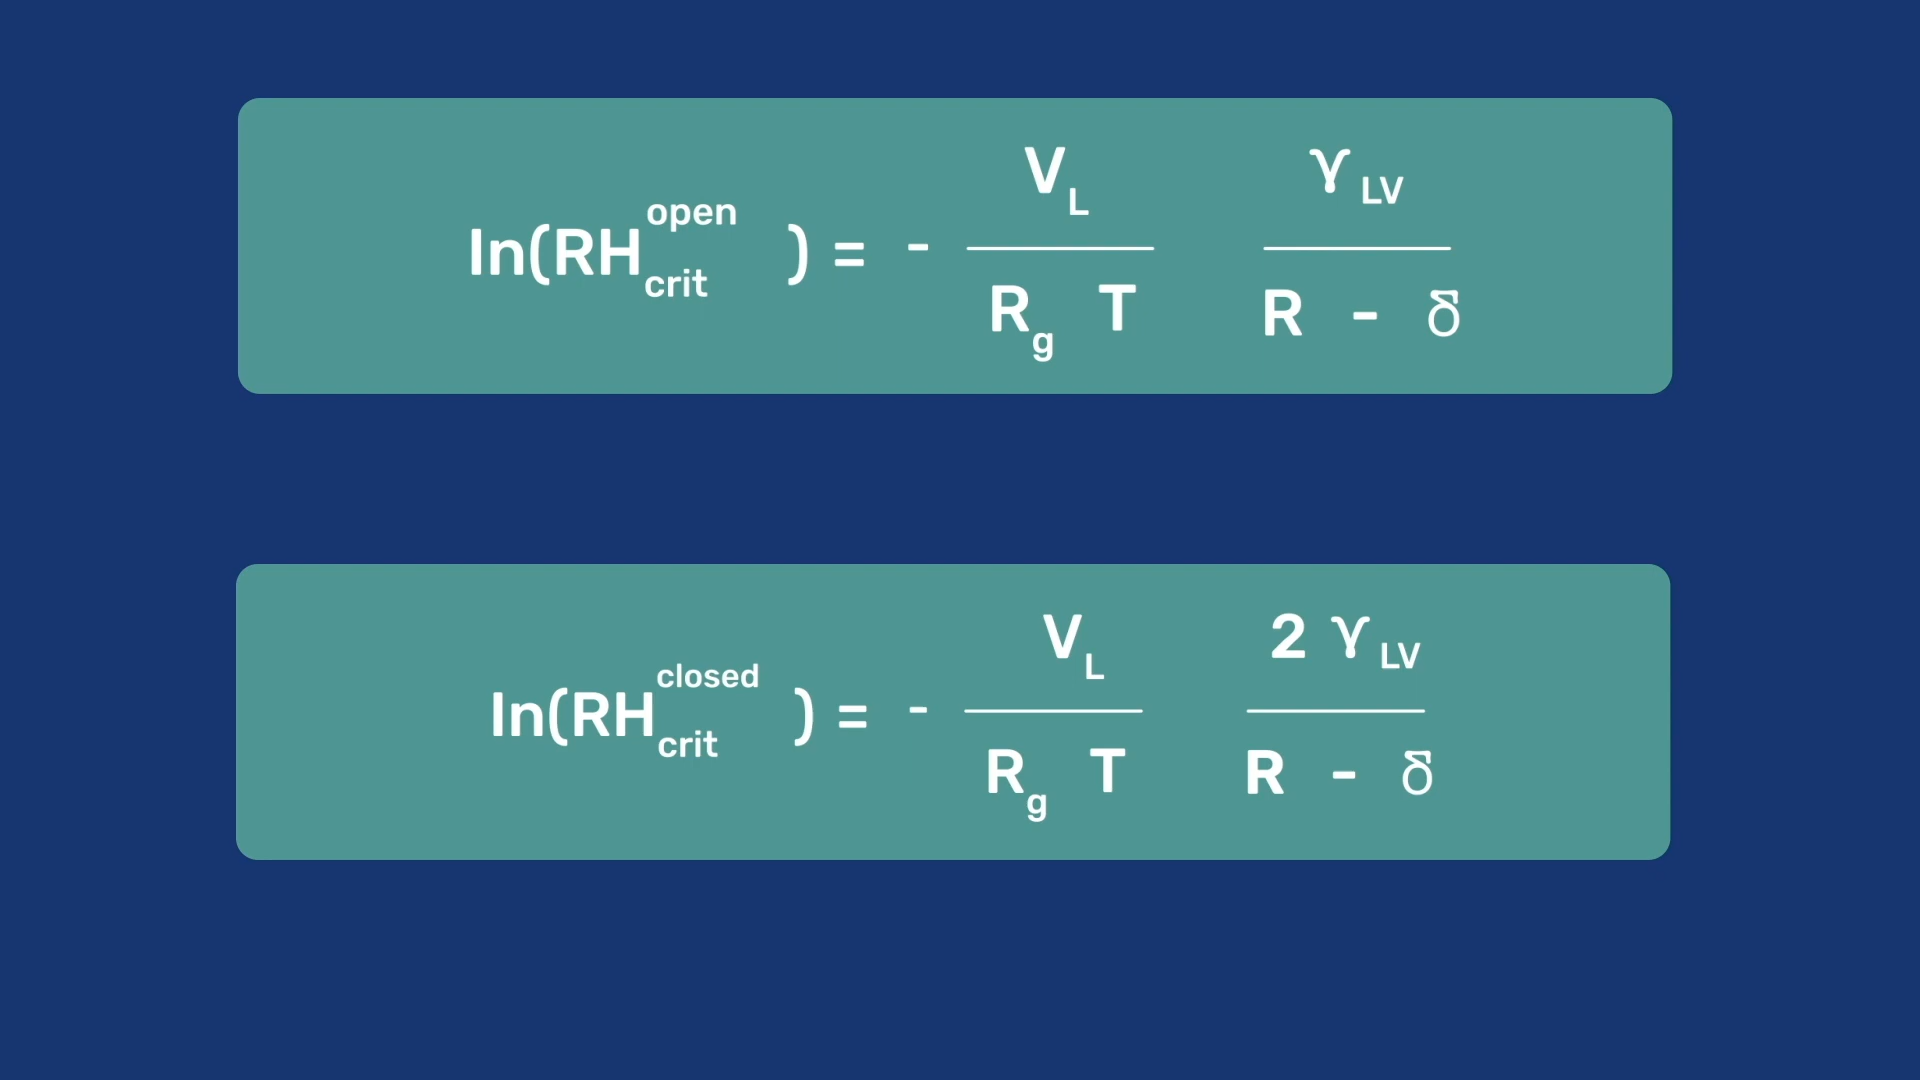 ln(RH^open_crit) = - V_L / R_g T γ_LV / R - δ
ln(RH^closed_crit) = - V_L / R_g T 2 γ_LV / R - δ